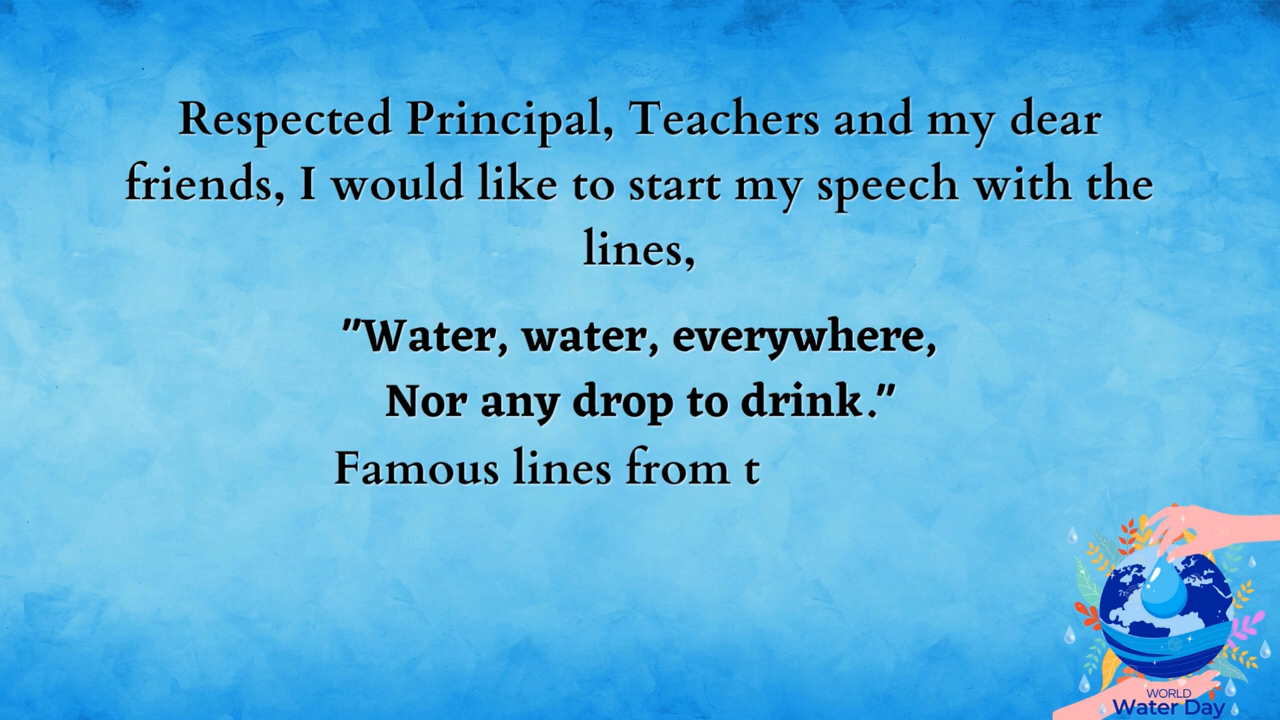 Respected Principal, Teachers and my dear
friends, I would like to start my speech with the
lines,
"Water, water, everywhere,
Nor any drop to drink."
Famous lines from t
WORLD
Water Day